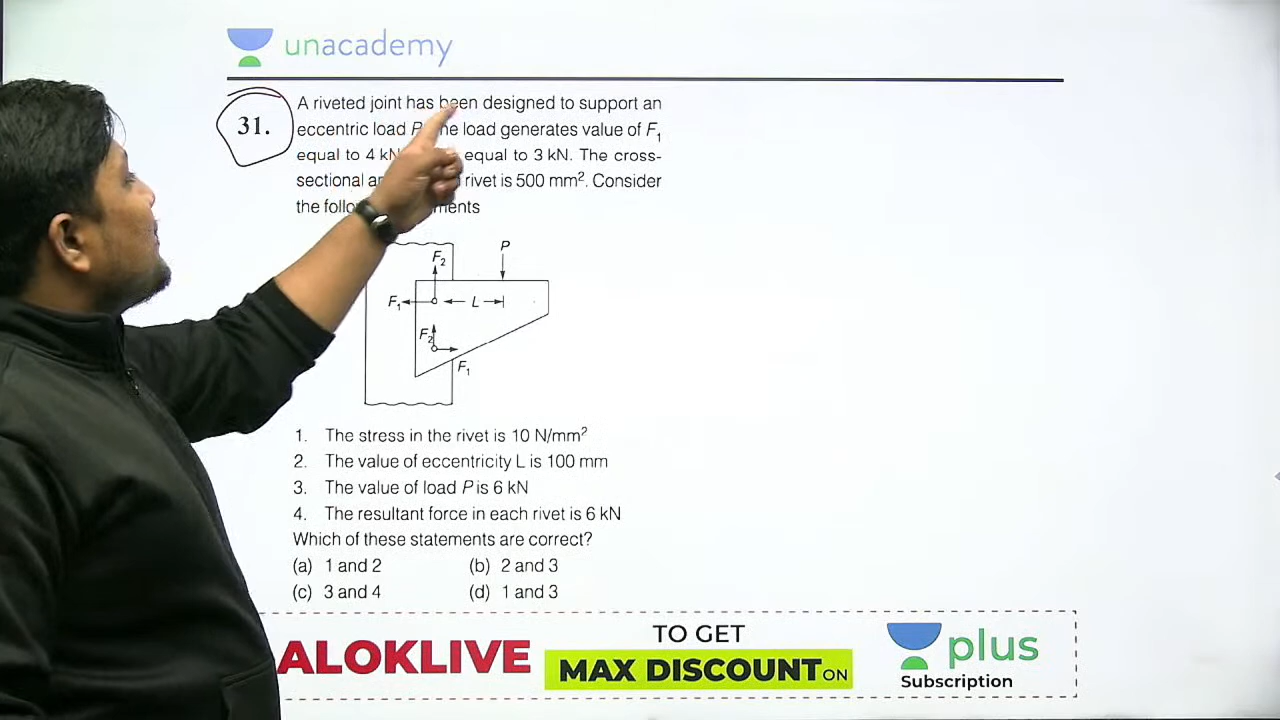 unacademy
31.
A riveted joint has been designed to support an
eccentric load P. load generates value of F1
equal to 4 kN equal to 3 kN. The cross-
sectional rivet is 500 mm². Consider
the
P
F2
F1 L
F2
F1
1. The stress in the rivet is 10 N/mm²
2. The value of eccentricity L is 100 mm
3. The value of load P is 6 kN
4. The resultant force in each rivet is 6 kN
Which of these statements are correct?
(a) 1 and 2 (b) 2 and 3
(c) 3 and 4 (d) 1 and 3
ALOKLIVE
TO GET
MAX DISCOUNT ON
plus
Subscription